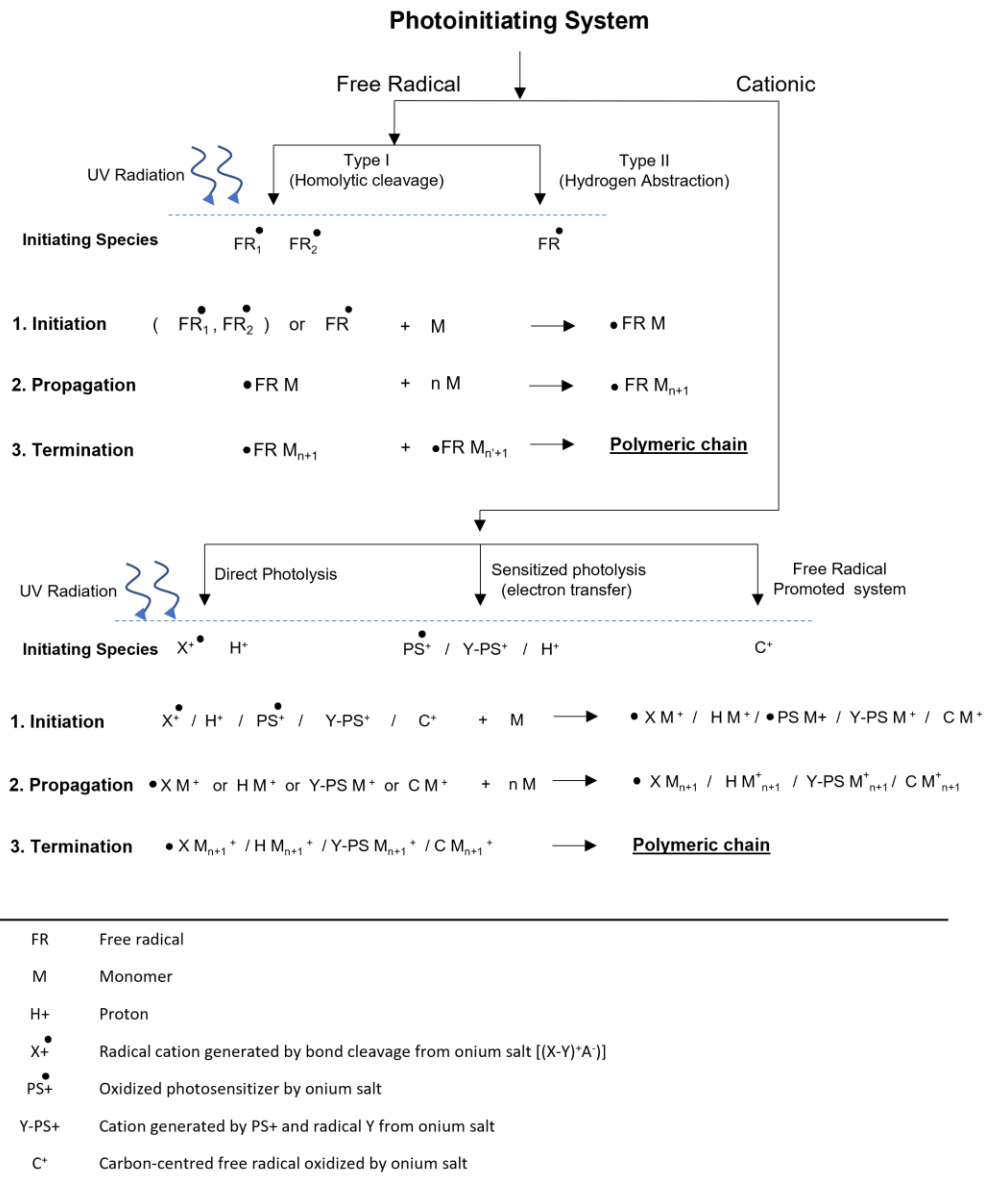 Photoinitiating System
Free Radical
Cationic
UV Radiation
Type I
(Homolytic cleavage)
Type II
(Hydrogen Abstraction)
Initiating Species FR₁• FR₂• FR•
1. Initiation ( FR₁• , FR₂• ) or FR• + M → • FR M
2. Propagation •FR M + n M → • FR Mₙ₊₁
3. Termination •FR Mₙ₊₁ + •FR Mₙ'₊₁ → Polymeric chain
UV Radiation
Direct Photolysis
Sensitized photolysis
(electron transfer)
Free Radical
Promoted system
Initiating Species X⁺• H⁺ PS⁺• / Y-PS⁺ / H⁺ C⁺
1. Initiation X⁺• / H⁺ / PS⁺• / Y-PS⁺ / C⁺ + M → • X M⁺ / H M⁺ / • PS M+ / Y-PS M⁺ / C M⁺
2. Propagation • X M⁺ or H M⁺ or Y-PS M⁺ or C M⁺ + n M → • X Mₙ₊₁ / H M⁺ₙ₊₁ / Y-PS M⁺ₙ₊₁ / C M⁺ₙ₊₁
3. Termination • X Mₙ₊₁⁺ / H Mₙ₊₁⁺ / Y-PS Mₙ₊₁⁺ / C Mₙ₊₁⁺ → Polymeric chain
FR Free radical
M Monomer
H+ Proton
X+• Radical cation generated by bond cleavage from onium salt [(X-Y)⁺A⁻)]
PS+• Oxidized photosensitizer by onium salt
Y-PS+ Cation generated by PS+ and radical Y from onium salt
C⁺ Carbon-centred free radical oxidized by onium salt